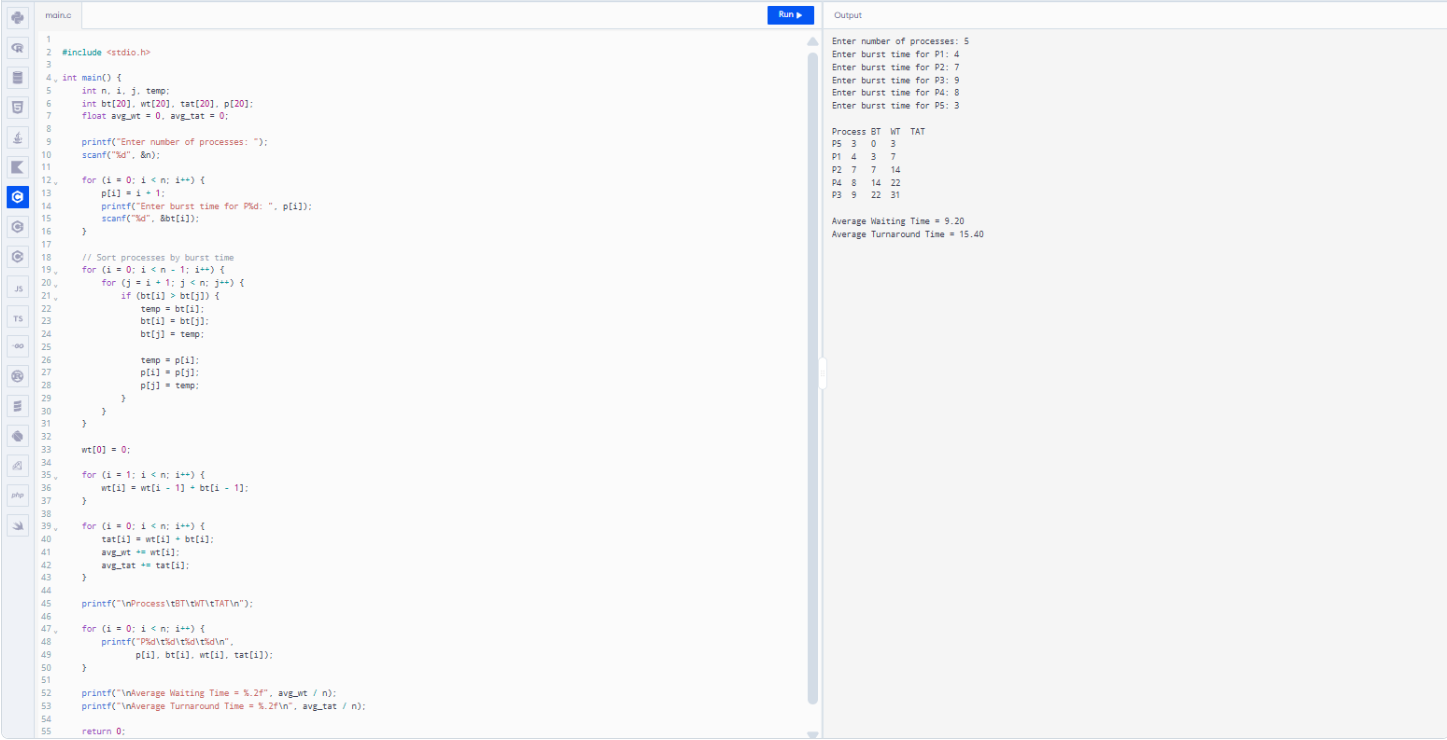 main.c
Run
Output
1
2 #include <stdio.h>
3
4 int main() {
5     int n, i, j, temp;
6     int bt[20], wt[20], tat[20], p[20];
7     float avg_wt = 0, avg_tat = 0;
8
9     printf("Enter number of processes: ");
10     scanf("%d", &n);
11
12     for (i = 0; i < n; i++) {
13         p[i] = i + 1;
14         printf("Enter burst time for P%d: ", p[i]);
15         scanf("%d", &bt[i]);
16     }
17
18     // Sort processes by burst time
19     for (i = 0; i < n - 1; i++) {
20         for (j = i + 1; j < n; j++) {
21             if (bt[i] > bt[j]) {
22                 temp = bt[i];
23                 bt[i] = bt[j];
24                 bt[j] = temp;
25
26                 temp = p[i];
27                 p[i] = p[j];
28                 p[j] = temp;
29             }
30         }
31     }
32
33     wt[0] = 0;
34
35     for (i = 1; i < n; i++) {
36         wt[i] = wt[i - 1] + bt[i - 1];
37     }
38
39     for (i = 0; i < n; i++) {
40         tat[i] = wt[i] + bt[i];
41         avg_wt += wt[i];
42         avg_tat += tat[i];
43     }
44
45     printf("\nProcess\tBT\tWT\tTAT\n");
46
47     for (i = 0; i < n; i++) {
48         printf("P%d\t%d\t%d\t%d\n",
49                p[i], bt[i], wt[i], tat[i]);
50     }
51
52     printf("\nAverage Waiting Time = %.2f", avg_wt / n);
53     printf("\nAverage Turnaround Time = %.2f\n", avg_tat / n);
54
55     return 0;
Enter number of processes: 5
Enter burst time for P1: 4
Enter burst time for P2: 7
Enter burst time for P3: 9
Enter burst time for P4: 8
Enter burst time for P5: 3
Process BT WT TAT
P5 3 0 3
P1 4 3 7
P2 7 7 14
P4 8 14 22
P3 9 22 31
Average Waiting Time = 9.20
Average Turnaround Time = 15.40
JS
TS
php